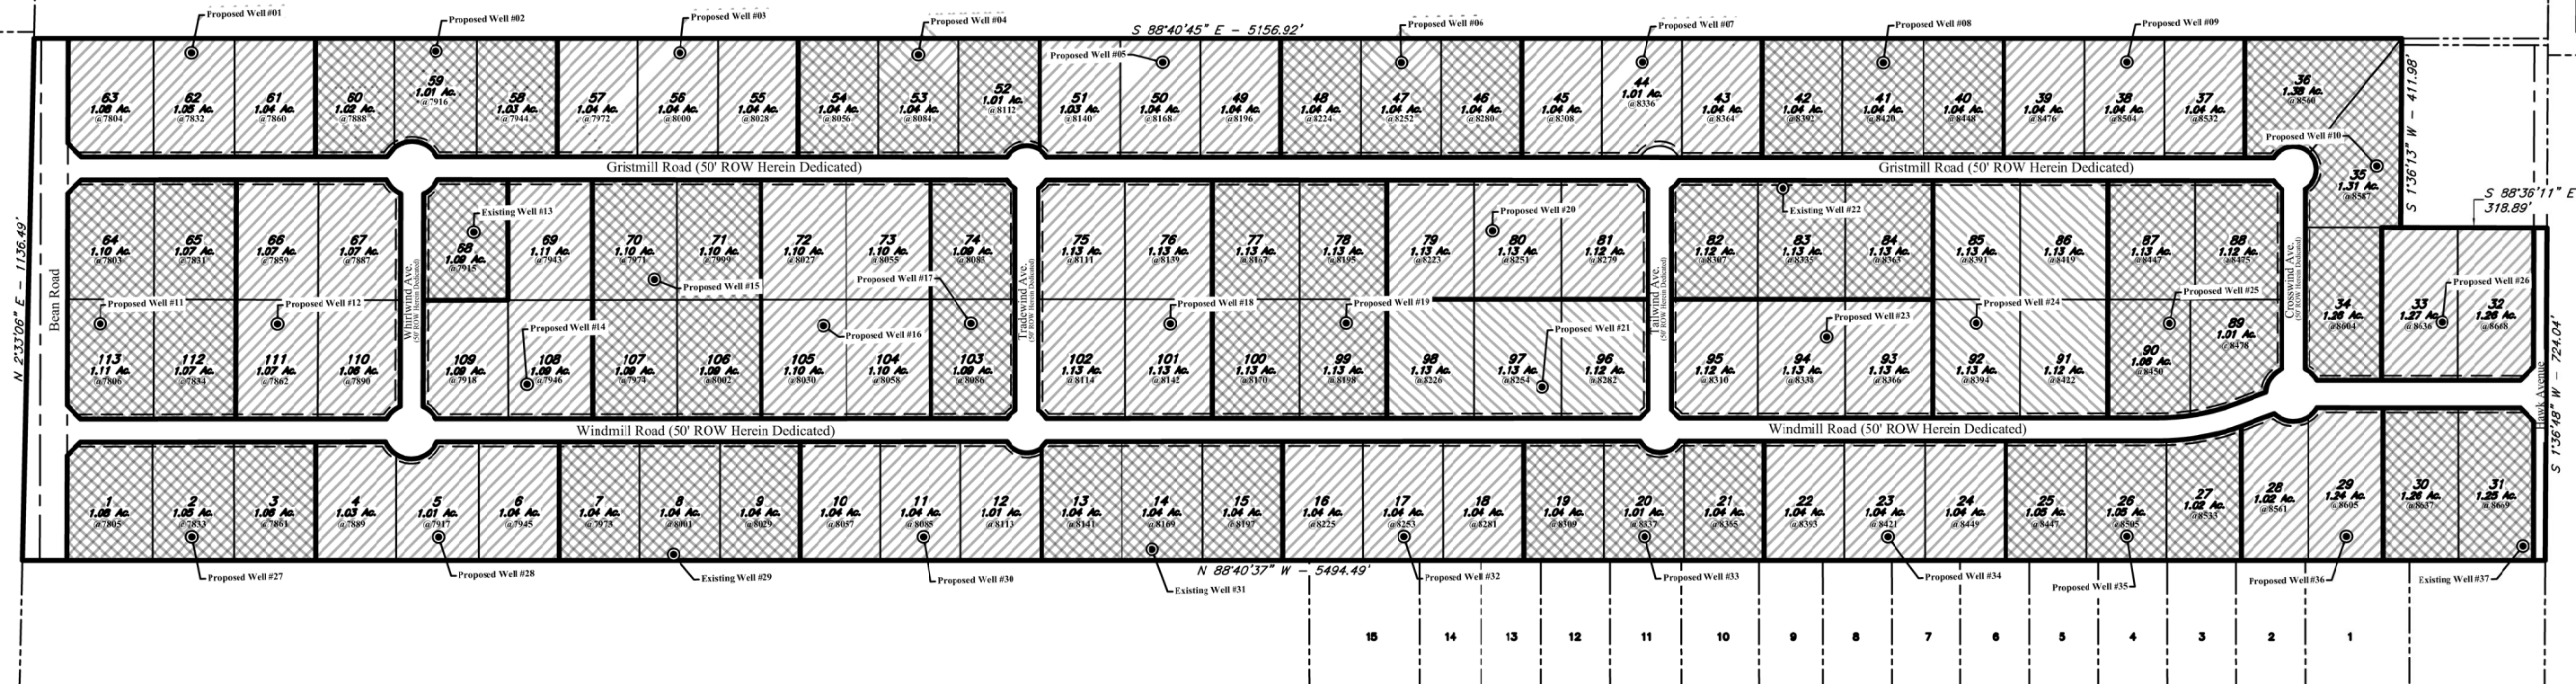 Proposed Well #01
Proposed Well #02
Proposed Well #03
Proposed Well #04
S 88°40'45" E - 5156.92'
Proposed Well #05
Proposed Well #06
Proposed Well #07
Proposed Well #08
Proposed Well #09
63
1.08 Ac.
@7804
62
1.05 Ac.
@7832
61
1.04 Ac.
@7860
60
1.02 Ac.
@7888
59
1.01 Ac.
@7916
58
1.03 Ac.
@7944
57
1.04 Ac.
@7972
56
1.04 Ac.
@8000
55
1.04 Ac.
@8028
54
1.04 Ac.
@8056
53
1.04 Ac.
@8084
52
1.01 Ac.
@8112
51
1.03 Ac.
@8140
50
1.04 Ac.
@8168
49
1.04 Ac.
@8196
48
1.04 Ac.
@8224
47
1.04 Ac.
@8252
46
1.04 Ac.
@8280
45
1.04 Ac.
@8308
44
1.01 Ac.
@8336
43
1.04 Ac.
@8364
42
1.04 Ac.
@8392
41
1.04 Ac.
@8420
40
1.04 Ac.
@8448
39
1.04 Ac.
@8476
38
1.04 Ac.
@8504
37
1.04 Ac.
@8532
36
1.38 Ac.
@8560
Proposed Well #10
35
1.31 Ac.
@8587
S 1°36'13" W - 411.98'
S 88°36'11" E
318.89'
Gristmill Road (50' ROW Herein Dedicated)
Gristmill Road (50' ROW Herein Dedicated)
N 2°33'06" E - 1136.49'
Bean Road
64
1.10 Ac.
@7803
65
1.07 Ac.
@7831
66
1.07 Ac.
@7859
67
1.07 Ac.
@7887
Whirlwind Ave.
(50' ROW Herein Dedicated)
Existing Well #13
68
1.09 Ac.
@7915
69
1.11 Ac.
@7943
70
1.10 Ac.
@7971
71
1.10 Ac.
@7999
72
1.10 Ac.
@8027
73
1.10 Ac.
@8055
74
1.09 Ac.
@8083
Tradewind Ave.
(50' ROW Herein Dedicated)
75
1.13 Ac.
@8111
76
1.13 Ac.
@8139
77
1.13 Ac.
@8167
78
1.13 Ac.
@8195
79
1.13 Ac.
@8223
Proposed Well #20
80
1.13 Ac.
@8251
81
1.12 Ac.
@8279
Tailwind Ave.
(50' ROW Herein Dedicated)
Existing Well #22
82
1.12 Ac.
@8307
83
1.13 Ac.
@8335
84
1.13 Ac.
@8363
85
1.13 Ac.
@8391
86
1.13 Ac.
@8419
87
1.13 Ac.
@8447
88
1.12 Ac.
@8475
Crosswind Ave.
(50' ROW Herein Dedicated)
Proposed Well #11
Proposed Well #12
Proposed Well #14
Proposed Well #15
Proposed Well #16
Proposed Well #17
Proposed Well #18
Proposed Well #19
Proposed Well #21
Proposed Well #23
Proposed Well #24
Proposed Well #25
Proposed Well #26
113
1.11 Ac.
@7806
112
1.07 Ac.
@7834
111
1.07 Ac.
@7862
110
1.06 Ac.
@7890
109
1.09 Ac.
@7918
108
1.09 Ac.
@7946
107
1.09 Ac.
@7974
106
1.09 Ac.
@8002
105
1.10 Ac.
@8030
104
1.10 Ac.
@8058
103
1.09 Ac.
@8086
102
1.13 Ac.
@8114
101
1.13 Ac.
@8142
100
1.13 Ac.
@8170
99
1.13 Ac.
@8198
98
1.13 Ac.
@8226
97
1.13 Ac.
@8254
96
1.12 Ac.
@8282
95
1.12 Ac.
@8310
94
1.13 Ac.
@8338
93
1.13 Ac.
@8366
92
1.13 Ac.
@8394
91
1.12 Ac.
@8422
90
1.06 Ac.
@8450
89
1.01 Ac.
@8478
34
1.26 Ac.
@8604
33
1.27 Ac.
@8636
32
1.26 Ac.
@8668
Hawk Avenue
S 1°36'48" W - 724.04'
Windmill Road (50' ROW Herein Dedicated)
Windmill Road (50' ROW Herein Dedicated)
1
1.08 Ac.
@7805
2
1.05 Ac.
@7833
3
1.06 Ac.
@7861
4
1.03 Ac.
@7889
5
1.01 Ac.
@7917
6
1.04 Ac.
@7945
7
1.04 Ac.
@7973
8
1.04 Ac.
@8001
9
1.04 Ac.
@8029
10
1.04 Ac.
@8057
11
1.04 Ac.
@8085
12
1.01 Ac.
@8113
13
1.04 Ac.
@8141
14
1.04 Ac.
@8169
15
1.04 Ac.
@8197
16
1.04 Ac.
@8225
17
1.04 Ac.
@8253
18
1.04 Ac.
@8281
19
1.04 Ac.
@8309
20
1.01 Ac.
@8337
21
1.04 Ac.
@8365
22
1.04 Ac.
@8393
23
1.04 Ac.
@8421
24
1.04 Ac.
@8449
25
1.05 Ac.
@8447
26
1.05 Ac.
@8505
27
1.02 Ac.
@8533
28
1.02 Ac.
@8561
29
1.24 Ac.
@8605
30
1.26 Ac.
@8637
31
1.25 Ac.
@8669
Proposed Well #27
Proposed Well #28
Existing Well #29
Proposed Well #30
Existing Well #31
N 88°40'37" W - 5494.49'
Proposed Well #32
Proposed Well #33
Proposed Well #34
Proposed Well #35
Proposed Well #36
Existing Well #37
15
14
13
12
11
10
9
8
7
6
5
4
3
2
1